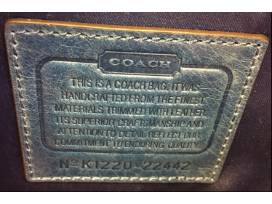 COACH
THIS IS A COACH BAG. IT WAS
HANDCRAFTED FROM THE FINEST
MATERIALS. TRIMMED WITH LEATHER,
ITS SUPERIOR CRAFTSMANSHIP AND
ATTENTION TO DETAIL REFLECT OUR
COMMITMENT TO ENDURING QUALITY.
Nº K1220-22442